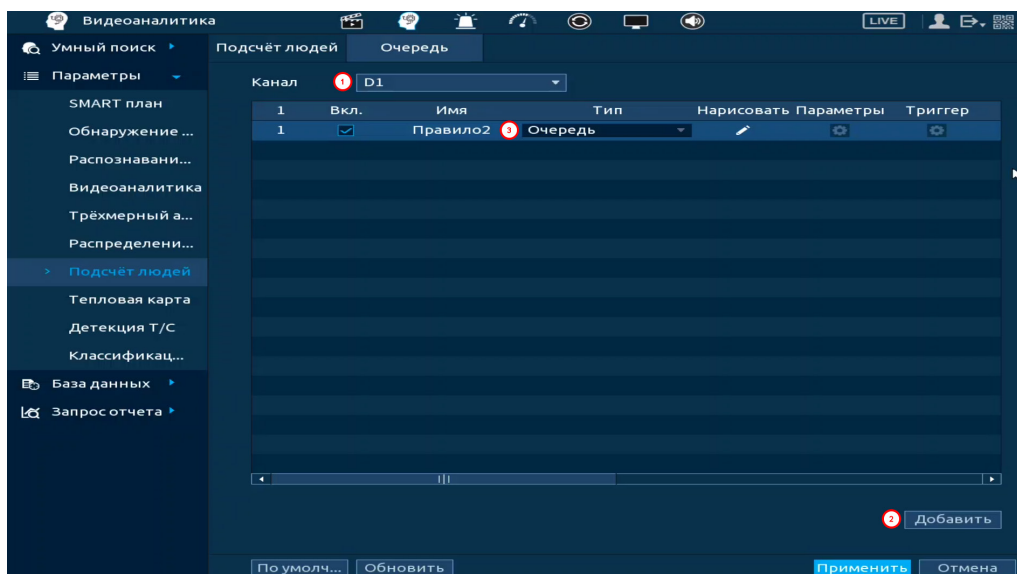 Видеоаналитика LIVE
Умный поиск Подсчёт людей Очередь
Параметры Канал 1 D1
SMART план 1 Вкл. Имя Тип Нарисовать Параметры Триггер
Обнаружение ... 1 Правило2 3 Очередь
Распознавани...
Видеоаналитика
Трёхмерный а...
Распределени...
> Подсчёт людей
Тепловая карта
Детекция Т/С
Классификац...
База данных
Запрос отчета
2 Добавить
По умолч... Обновить Применить Отмена